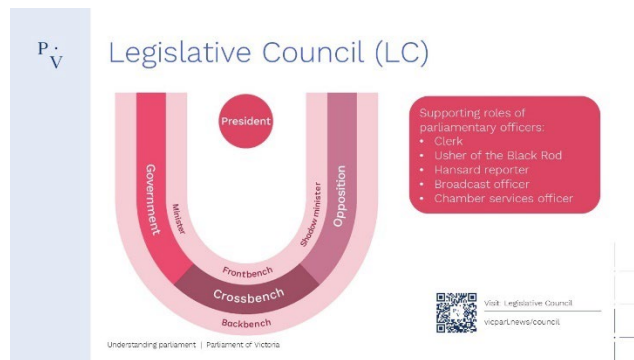 P.
V
Legislative Council (LC)
President
Government
Minister
Frontbench
Crossbench
Backbench
Shadow minister
Opposition
Supporting roles of
parliamentary officers:
• Clerk
• Usher of the Black Rod
• Hansard reporter
• Broadcast officer
• Chamber services officer
Visit: Legislative Council
vicparl.news/council
Understanding parliament | Parliament of Victoria